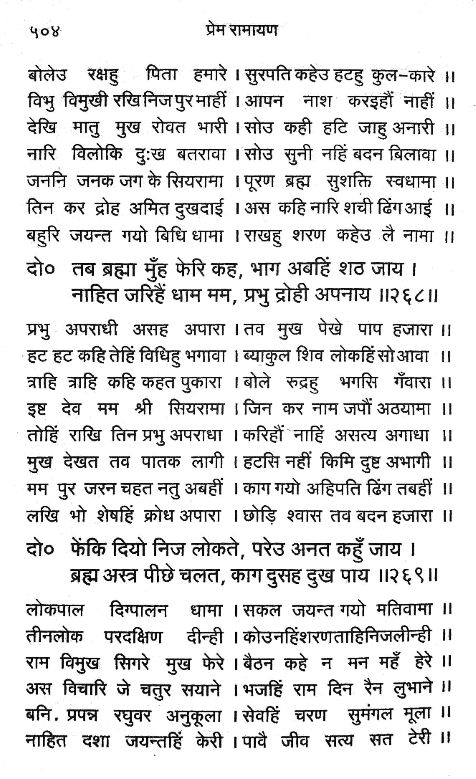 ५०४ प्रेम रामायण
बोलेउ रक्षहु पिता हमारे । सुरपति कहेउ हटहु कुल-कारे ॥
विभु विमुखी रखि निज पुर माहीं । आपन नाश करइहौं नाहीं ॥
देखि मातु मुख रोवत भारी । सोउ कही हटि जाहु अनारी ॥
नारि विलोकि दुःख बतरावा । सोउ सुनी नहिं बदन बिलावा ॥
जननि जनक जग के सियरामा । पूरण ब्रह्म सुशक्ति स्वधामा ॥
तिन कर द्रोह अमित दुखदाई । अस कहि नारि शची ढिंग आई ॥
बहुरि जयन्त गयो बिधि धामा । राखहु शरण कहेउ लै नामा ॥
दो० तब ब्रह्मा मुँह फेरि कह, भाग अबहिं शठ जाय ।
नाहित जरिहैं धाम मम, प्रभु द्रोही अपनाय ॥२६८॥
प्रभु अपराधी असह अपारा । तव मुख पेखे पाप हजारा ॥
हट हट कहि तेहिं विधिहु भगावा । ब्याकुल शिव लोकहिं सो आवा ॥
त्राहि त्राहि कहि कहत पुकारा । बोले रुद्रहु भगसि गँवारा ॥
इष्ट देव मम श्री सियरामा । जिन कर नाम जपौं अठयामा ॥
तोहिं राखि तिन प्रभु अपराधा । करिहौं नाहिं असत्य अगाधा ॥
मुख देखत तव पातक लागी । हटसि नहीं किमि दुष्ट अभागी ॥
मम पुर जरन चहत नतु अबहीं । काग गयो अहिपति ढिंग तबहीं ॥
लखि भो शेषहिं क्रोध अपारा । छोड़ि श्वास तव बदन हजारा ॥
दो० फेंकि दियो निज लोकते, परेउ अनत कहुँ जाय ।
ब्रह्म अस्त्र पीछे चलत, काग दुसह दुख पाय ॥२६९॥
लोकपाल दिग्पालन धामा । सकल जयन्त गयो मतिवामा ॥
तीनलोक परदक्षिण दीन्ही । कोउ नहिं शरण ताहि निज लीन्ही ॥
राम विमुख सिगरे मुख फेरे । बैठन कहे न मन महँ हेरे ॥
अस विचारि जे चतुर सयाने । भजहिं राम दिन रैन लुभाने ॥
बनि. प्रपन्न रघुवर अनुकूला । सेवहिं चरण सुमंगल मूला ॥
नाहित दशा जयन्तहिं केरी । पावै जीव सत्य सत टेरी ॥